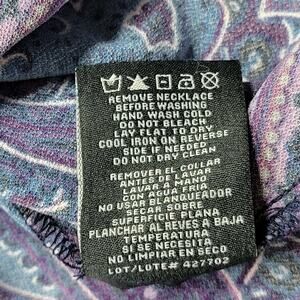 REMOVE NECKLACE
BEFORE WASHING
HAND WASH COLD
DO NOT BLEACH
LAY FLAT TO DRY
COOL IRON ON REVERSE
SIDE IF NEEDED
DO NOT DRY CLEAN
REMOVER EL COLLAR
ANTES DE LAVAR
LAVAR A MANO
CON AGUA FRIA
NO USAR BLANQUEADOR
SECAR SOBRE
SUPERFICIE PLANA
PLANCHAR AL REVES A BAJA
TEMPERATURA
SI SE NECESITA
NO LIMPIAR EN SECO
LOT/LOTE# 427702